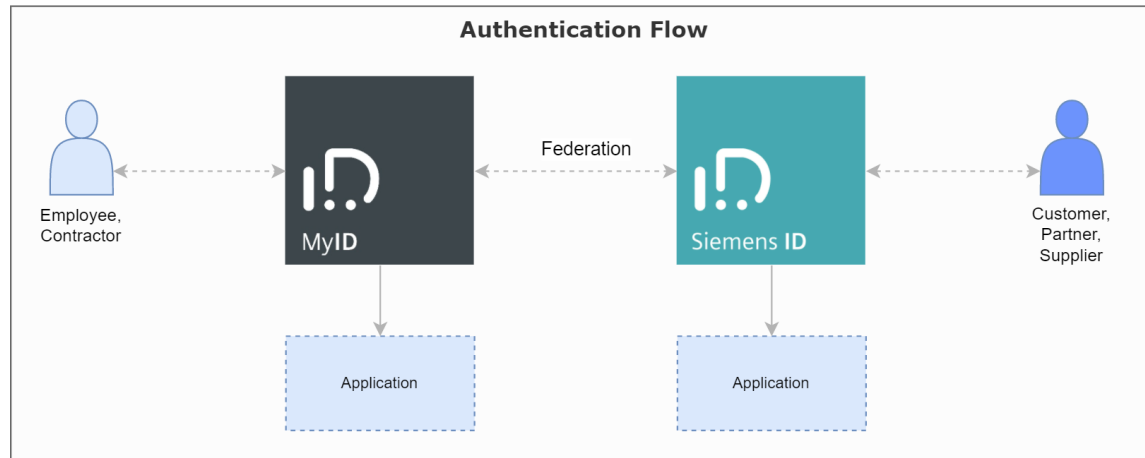 Authentication Flow
Federation
Employee,
Contractor
MyID
Siemens ID
Customer,
Partner,
Supplier
Application
Application